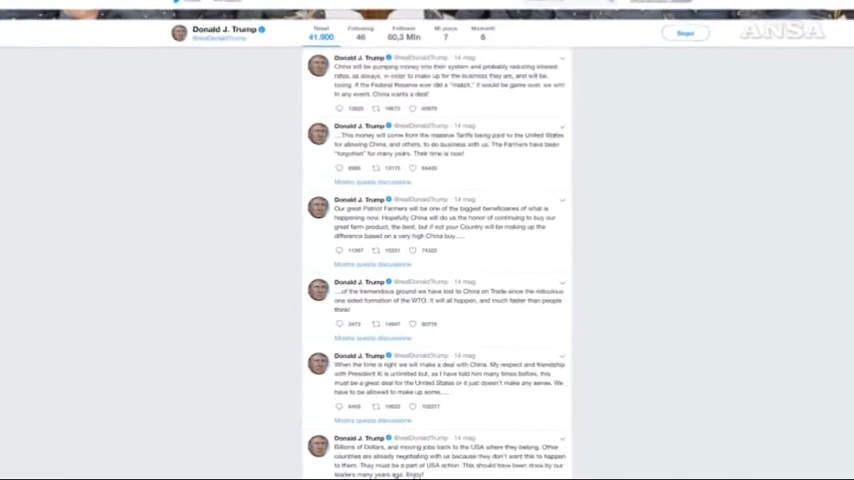 Donald J. Trump
@realDonaldTrump
Tweet
41.500
Following
46
Follower
60,3 Mln
Mi piace
7
Momenti
6
Segui
ANSA
Donald J. Trump @realDonaldTrump · 14 mag
China will be pumping money into their system and probably reducing interest
rates, as always, in order to make up for the business they are, and will be,
losing. If the Federal Reserve ever did a "match," it would be game over, we win!
In any event, China wants a deal!
Donald J. Trump @realDonaldTrump · 14 mag
....This money will come from the massive Tariffs being paid to the United States
for allowing China, and others, to do business with us. The Farmers have been
"forgotten" for many years. Their time is now!
Mostra questa discussione
Donald J. Trump @realDonaldTrump · 14 mag
Our great Patriot Farmers will be one of the biggest beneficiaries of what is
happening now. Hopefully China will do us the honor of continuing to buy our
great farm product, the best, but if not your Country will be making up the
difference based on a very high China buy......
Mostra questa discussione
Donald J. Trump @realDonaldTrump · 14 mag
....of the tremendous ground we have lost to China on Trade since the ridiculous
one sided formation of the WTO. It will all happen, and much faster than people
think!
Mostra questa discussione
Donald J. Trump @realDonaldTrump · 14 mag
When the time is right we will make a deal with China. My respect and friendship
with President Xi is unlimited but, as I have told him many times before, this
must be a great deal for the United States or it just doesn't make any sense. We
have to be allowed to make up some.....
Mostra questa discussione
Donald J. Trump @realDonaldTrump · 14 mag
Billions of Dollars, and moving jobs back to the USA where they belong. Other
countries are already negotiating with us because they don't want this to happen
to them. They must be a part of USA action. This should have been done by our
leaders many years ago. Enjoy!